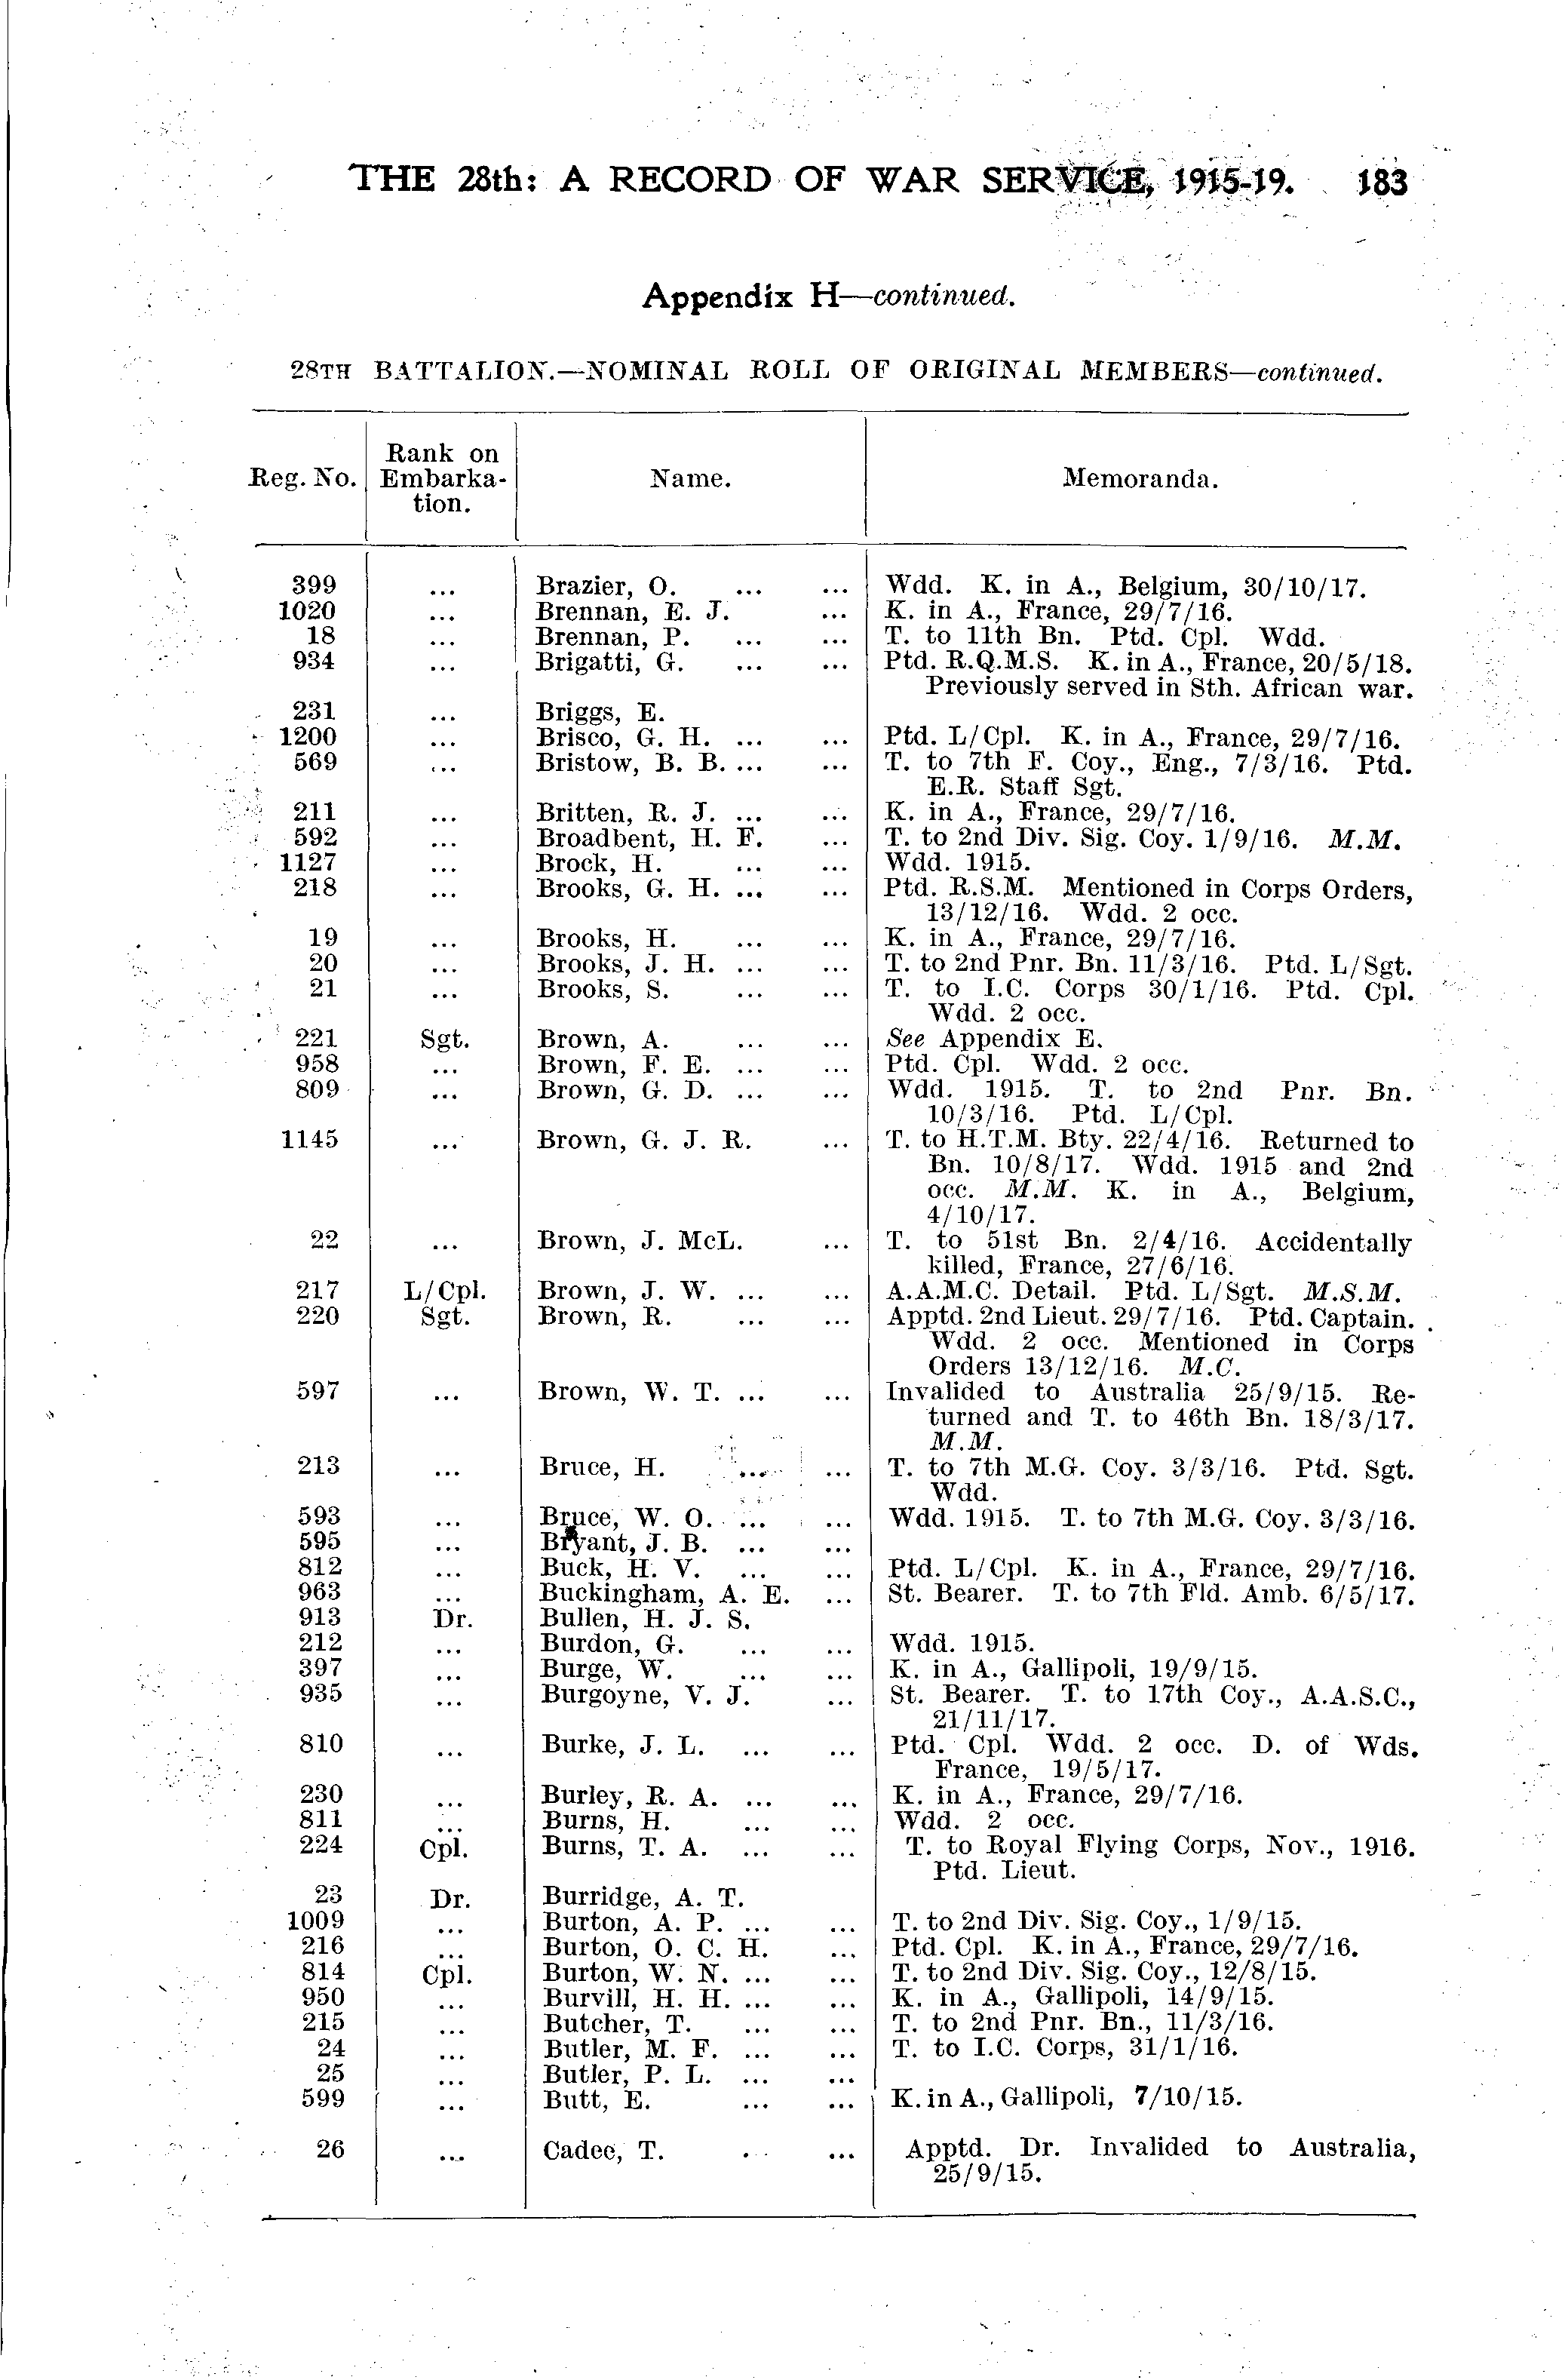 THE 28th: A RECORD OF WAR SERVICE, 1915-19. 183
Appendix H—continued.
28TH BATTALION.—NOMINAL ROLL OF ORIGINAL MEMBERS—continued.
Reg. No. Rank on Embarka-tion. Name. Memoranda.
399 ... Brazier, O. ... ... Wdd. K. in A., Belgium, 30/10/17.
1020 ... Brennan, E. J. ... K. in A., France, 29/7/16.
18 ... Brennan, P. ... ... T. to 11th Bn. Ptd. Cpl. Wdd.
934 ... Brigatti, G. ... ... Ptd. R.Q.M.S. K. in A., France, 20/5/18.
Previously served in Sth. African war.
231 ... Briggs, E.
1200 ... Brisco, G. H. ... ... Ptd. L/Cpl. K. in A., France, 29/7/16.
569 ... Bristow, B. B. ... ... T. to 7th F. Coy., Eng., 7/3/16. Ptd.
E.R. Staff Sgt.
211 ... Britten, R. J. ... ... K. in A., France, 29/7/16.
592 ... Broadbent, H. F. ... T. to 2nd Div. Sig. Coy. 1/9/16. M.M.
1127 ... Brock, H. ... ... Wdd. 1915.
218 ... Brooks, G. H. ... ... Ptd. R.S.M. Mentioned in Corps Orders,
13/12/16. Wdd. 2 occ.
19 ... Brooks, H. ... ... K. in A., France, 29/7/16.
20 ... Brooks, J. H. ... ... T. to 2nd Pnr. Bn. 11/3/16. Ptd. L/Sgt.
21 ... Brooks, S. ... ... T. to I.C. Corps 30/1/16. Ptd. Cpl.
Wdd. 2 occ.
221 Sgt. Brown, A. ... ... See Appendix E.
958 ... Brown, F. E. ... ... Ptd. Cpl. Wdd. 2 occ.
809 ... Brown, G. D. ... ... Wdd. 1915. T. to 2nd Pnr. Bn.
10/3/16. Ptd. L/Cpl.
1145 ... Brown, G. J. R. ... T. to H.T.M. Bty. 22/4/16. Returned to
Bn. 10/8/17. Wdd. 1915 and 2nd
occ. M.M. K. in A., Belgium,
4/10/17.
22 ... Brown, J. McL. ... T. to 51st Bn. 2/4/16. Accidentally
killed, France, 27/6/16.
217 L/Cpl. Brown, J. W. ... ... A.A.M.C. Detail. Ptd. L/Sgt. M.S.M.
220 Sgt. Brown, R. ... ... Apptd. 2nd Lieut. 29/7/16. Ptd. Captain.
Wdd. 2 occ. Mentioned in Corps
Orders 13/12/16. M.C.
597 ... Brown, W. T. ... ... Invalided to Australia 25/9/15. Re-
turned and T. to 46th Bn. 18/3/17.
M.M.
213 ... Bruce, H. ... ... T. to 7th M.G. Coy. 3/3/16. Ptd. Sgt.
Wdd.
593 ... Bruce, W. O. ... ... Wdd. 1915. T. to 7th M.G. Coy. 3/3/16.
595 ... Bryant, J. B. ... ...
812 ... Buck, H. V. ... ... Ptd. L/Cpl. K. in A., France, 29/7/16.
963 ... Buckingham, A. E. ... St. Bearer. T. to 7th Fld. Amb. 6/5/17.
913 Dr. Bullen, H. J. S.
212 ... Burdon, G. ... ... Wdd. 1915.
397 ... Burge, W. ... ... K. in A., Gallipoli, 19/9/15.
935 ... Burgoyne, V. J. ... St. Bearer. T. to 17th Coy., A.A.S.C.,
21/11/17.
810 ... Burke, J. L. ... ... Ptd. Cpl. Wdd. 2 occ. D. of Wds.
France, 19/5/17.
230 ... Burley, R. A. ... ... K. in A., France, 29/7/16.
811 ... Burns, H. ... ... Wdd. 2 occ.
224 Cpl. Burns, T. A. ... ... T. to Royal Flying Corps, Nov., 1916.
Ptd. Lieut.
23 Dr. Burridge, A. T.
1009 ... Burton, A. P. ... ... T. to 2nd Div. Sig. Coy., 1/9/15.
216 ... Burton, O. C. H. ... Ptd. Cpl. K. in A., France, 29/7/16.
814 Cpl. Burton, W. N. ... ... T. to 2nd Div. Sig. Coy., 12/8/15.
950 ... Burvill, H. H. ... ... K. in A., Gallipoli, 14/9/15.
215 ... Butcher, T. ... ... T. to 2nd Pnr. Bn., 11/3/16.
24 ... Butler, M. F. ... ... T. to I.C. Corps, 31/1/16.
25 ... Butler, P. L. ... ...
599 ... Butt, E. ... ... K. in A., Gallipoli, 7/10/15.
26 ... Cadee, T. ... ... Apptd. Dr. Invalided to Australia,
25/9/15.